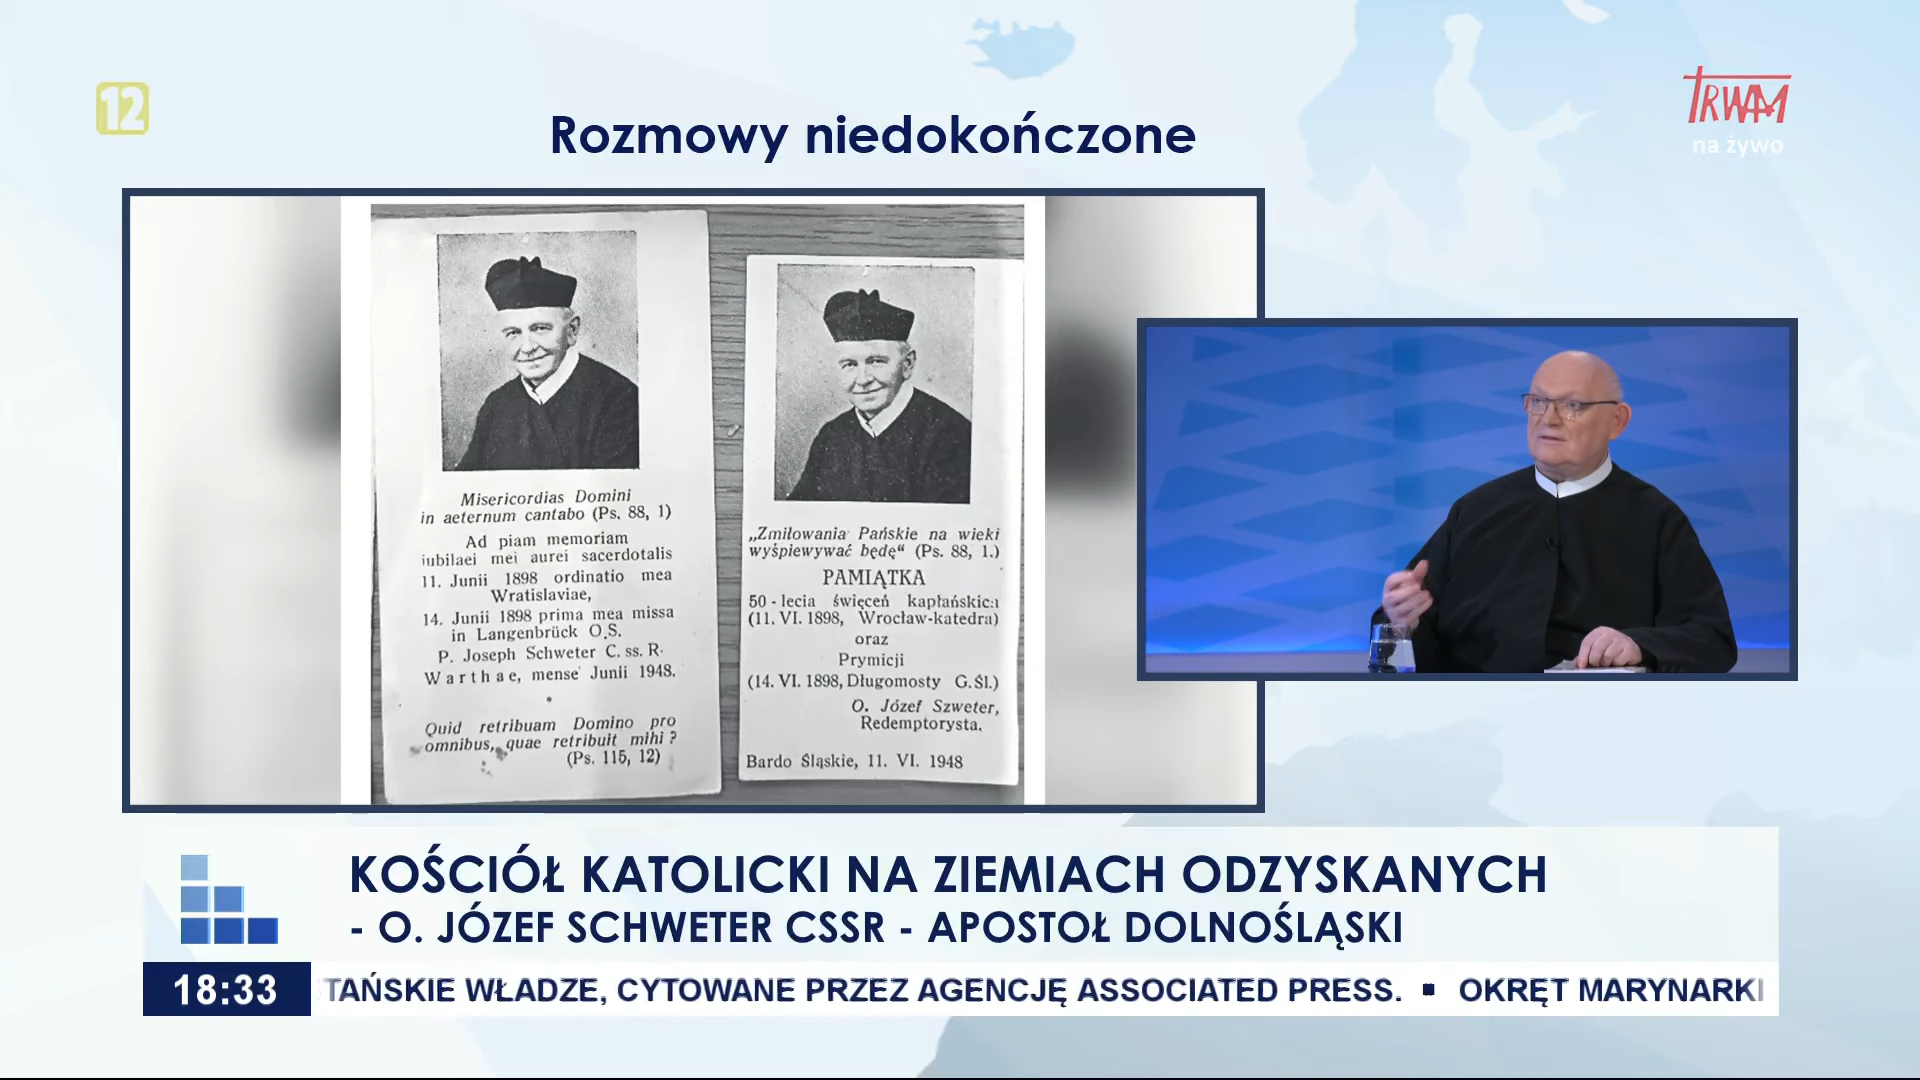 12
TRWAM
na żywo
Rozmowy niedokończone
Misericordias Domini
in aeternum cantabo (Ps. 88, 1)
Ad piam memoriam
iubilaei mei aurei sacerdotalis
11. Junii 1898 ordinatio mea
Wratislaviae,
14. Junii 1898 prima mea missa
in Langenbrück O.S.
P. Joseph Schweter C. ss. R.
Warthae, mense Junii 1948.
*
Quid retribuam Domino pro
omnibus, quae retribuit mihi ?
(Ps. 115, 12)
„Zmiłowania Pańskie na wieki
wyśpiewywać będę“ (Ps. 88, 1.)
PAMIĄTKA
50 - lecia święceń kapłańskich
(11. VI. 1898, Wrocław-katedra)
oraz
Prymicji
(14. VI. 1898, Długomosty G. Śl.)
O. Józef Szweter,
Redemptorysta.
Bardo Śląskie, 11. VI. 1948
KOŚCIÓŁ KATOLICKI NA ZIEMIACH ODZYSKANYCH
- O. JÓZEF SCHWETER CSSR - APOSTOŁ DOLNOŚLĄSKI
18:33 TAŃSKIE WŁADZE, CYTOWANE PRZEZ AGENCJĘ ASSOCIATED PRESS. ▪ OKRĘT MARYNARKI